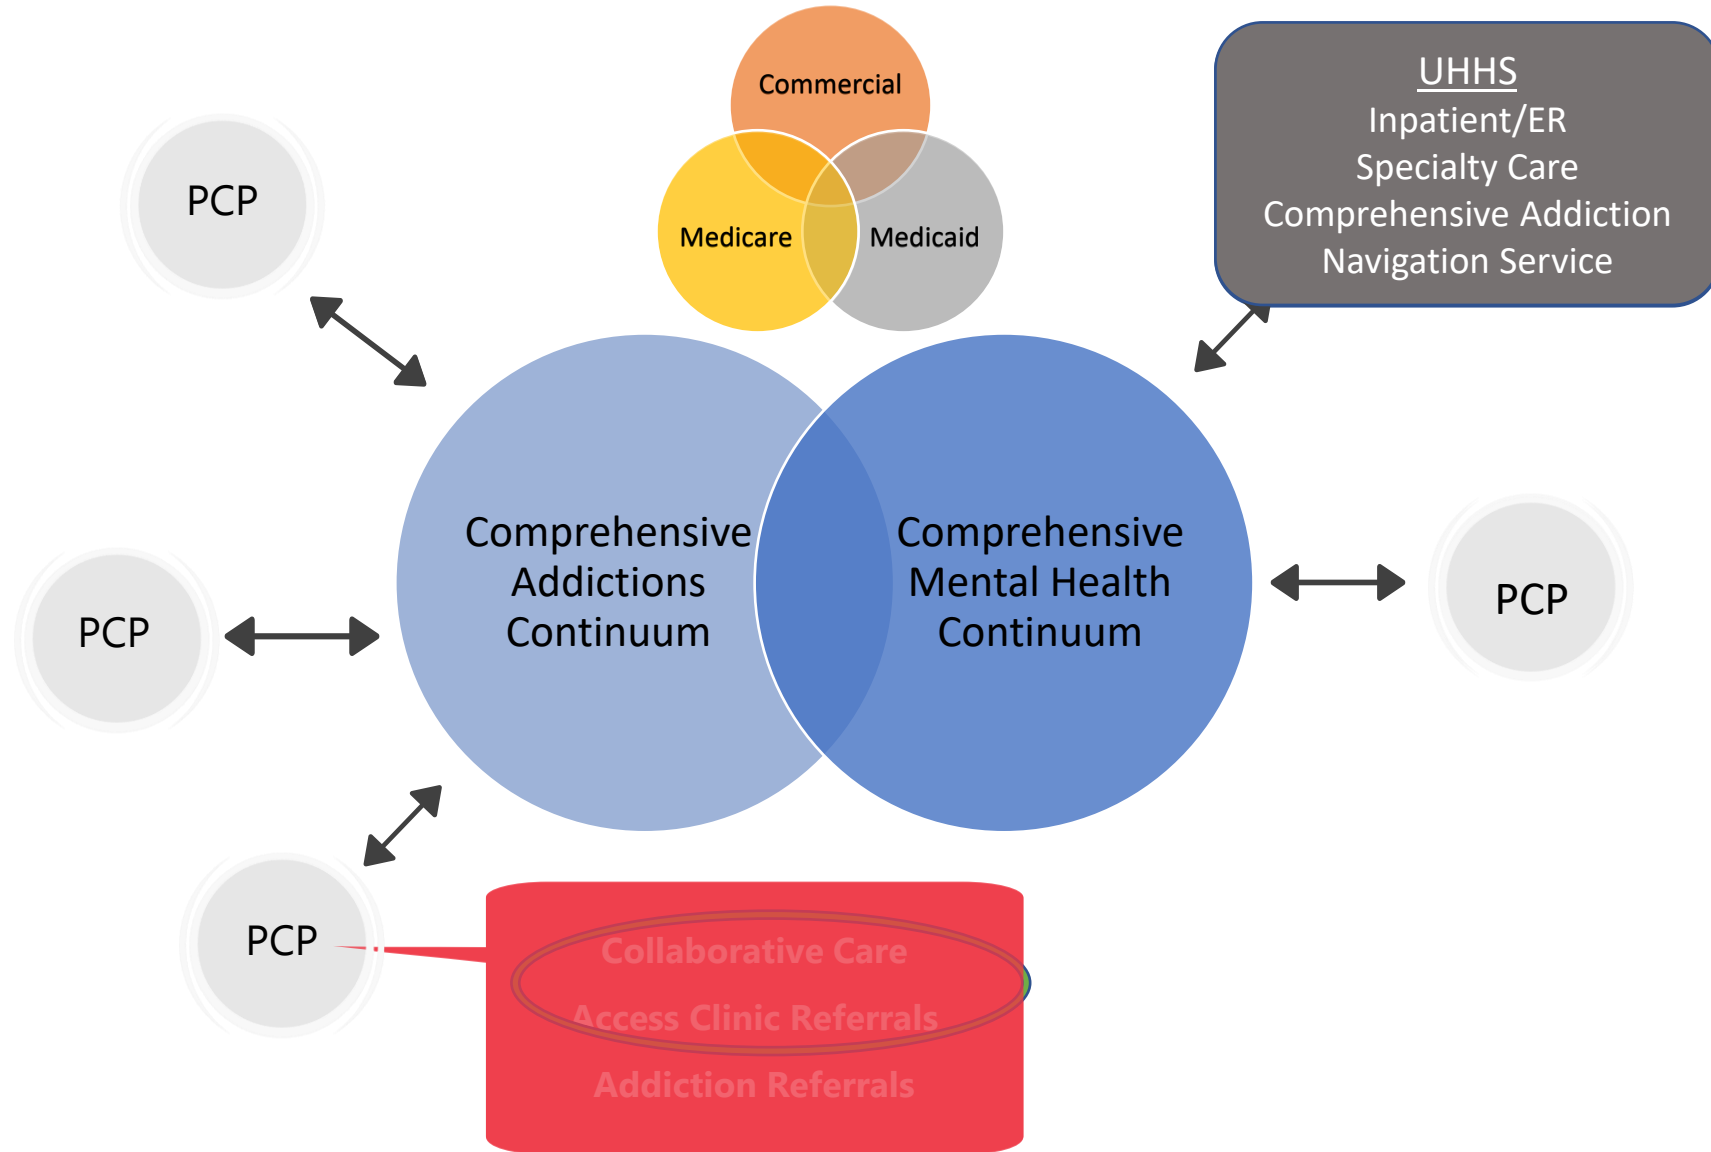 Commercial
Medicare
Medicaid
UHHS
Inpatient/ER
Specialty Care
Comprehensive Addiction
Navigation Service
PCP
Comprehensive
Addictions
Continuum
Comprehensive
Mental Health
Continuum
PCP
PCP
PCP
Collaborative Care
Access Clinic Referrals
Addiction Referrals